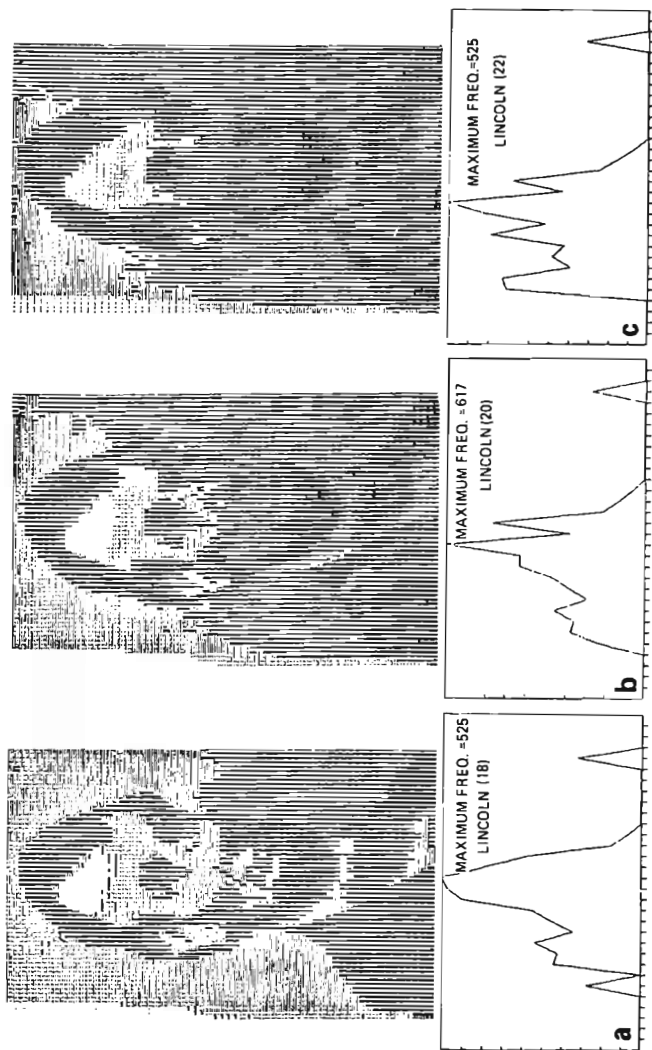 a
MAXIMUM FREQ. =525
LINCOLN (18)
b
MAXIMUM FREQ. = 617
LINCOLN (20)
c
MAXIMUM FREQ.=525
LINCOLN (22)